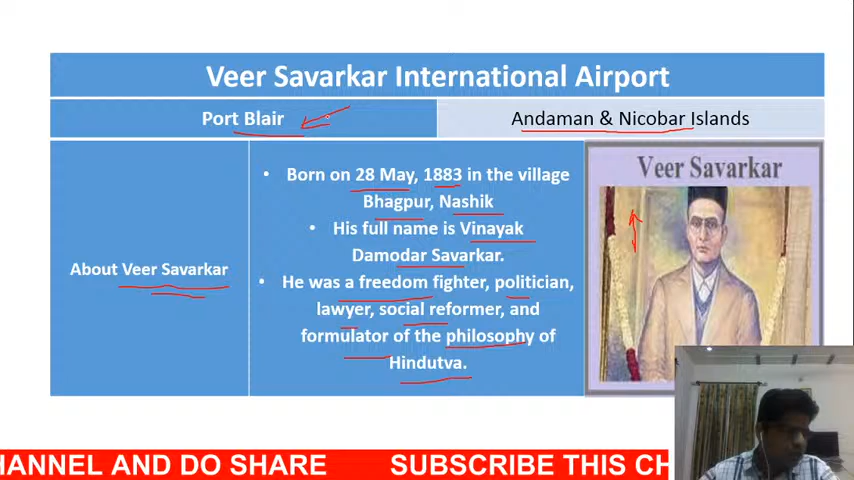 Veer Savarkar International Airport
Port Blair
Andaman & Nicobar Islands
About Veer Savarkar
• Born on 28 May, 1883 in the village
Bhagpur, Nashik
• His full name is Vinayak
Damodar Savarkar.
• He was a freedom fighter, politician,
lawyer, social reformer, and
formulator of the philosophy of
Hindutva.
Veer Savarkar
HANNEL AND DO SHARE SUBSCRIBE THIS CH